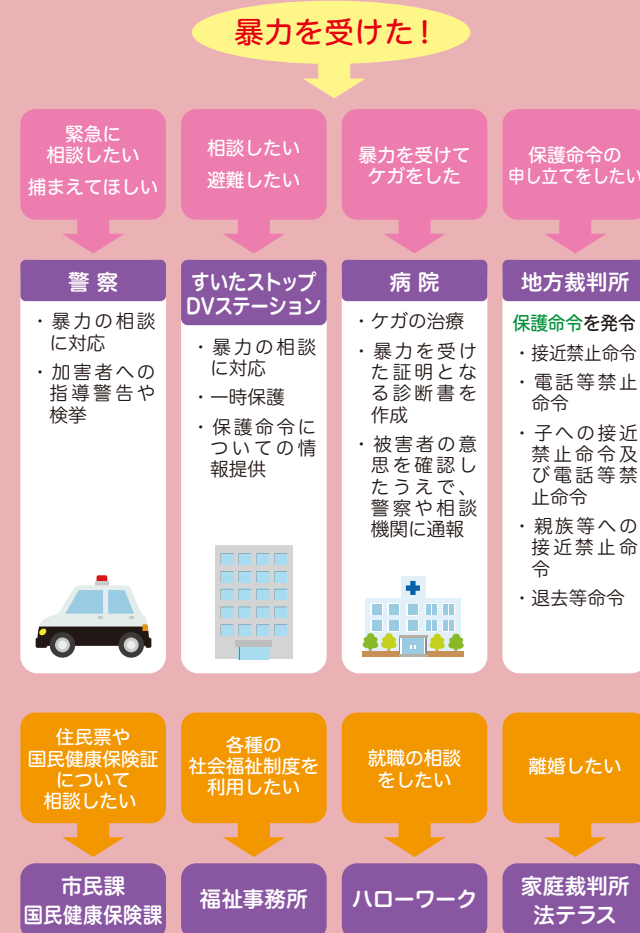 暴力を受けた!
緊急に
相談したい
捕まえてほしい
相談したい
避難したい
暴力を受けて
ケガをした
保護命令の
申し立てをしたい
警察
・暴力の相談
に対応
・加害者への
指導警告や
検挙
すいたストップ
DVステーション
・暴力の相談
に対応
・一時保護
・保護命令に
ついての情
報提供
病院
・ケガの治療
・暴力を受け
た証明とな
る診断書を
作成
・被害者の意
思を確認し
たうえで、
警察や相談
機関に通報
地方裁判所
保護命令を発令
・接近禁止命令
・電話等禁止
命令
・子への接近
禁止命令及
び電話等禁
止命令
・親族等への
接近禁止命
令
・退去等命令
住民票や
国民健康保険証
について
相談したい
各種の
社会福祉制度を
利用したい
就職の相談
をしたい
離婚したい
市民課
国民健康保険課
福祉事務所
ハローワーク
家庭裁判所
法テラス